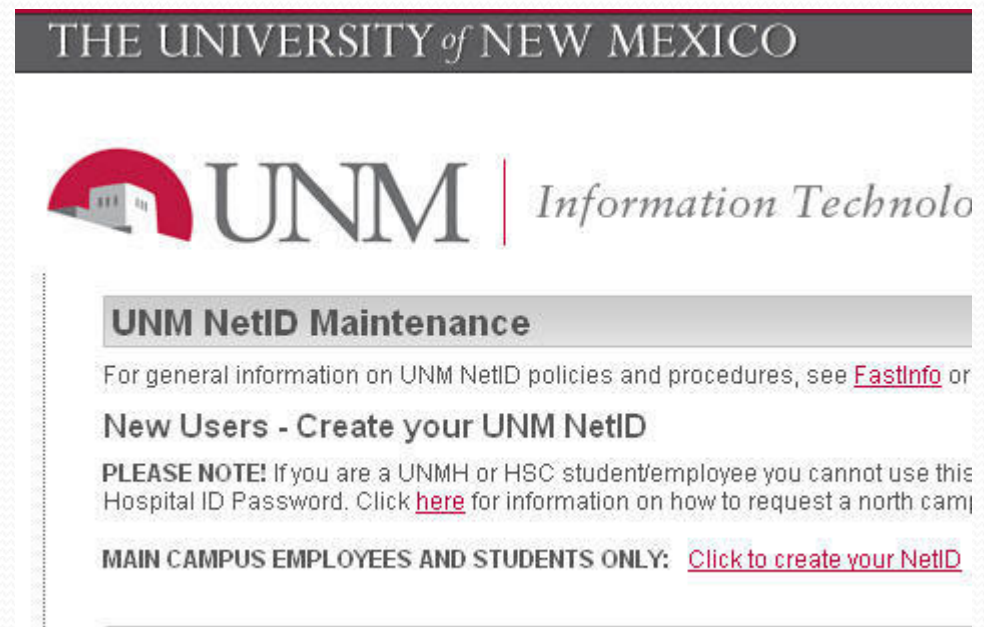 THE UNIVERSITY of NEW MEXICO
UNM Information Technolo
UNM NetID Maintenance
For general information on UNM NetID policies and procedures, see FastInfo or
New Users - Create your UNM NetID
PLEASE NOTE! If you are a UNMH or HSC student/employee you cannot use this
Hospital ID Password. Click here for information on how to request a north camp
MAIN CAMPUS EMPLOYEES AND STUDENTS ONLY: Click to create your NetID